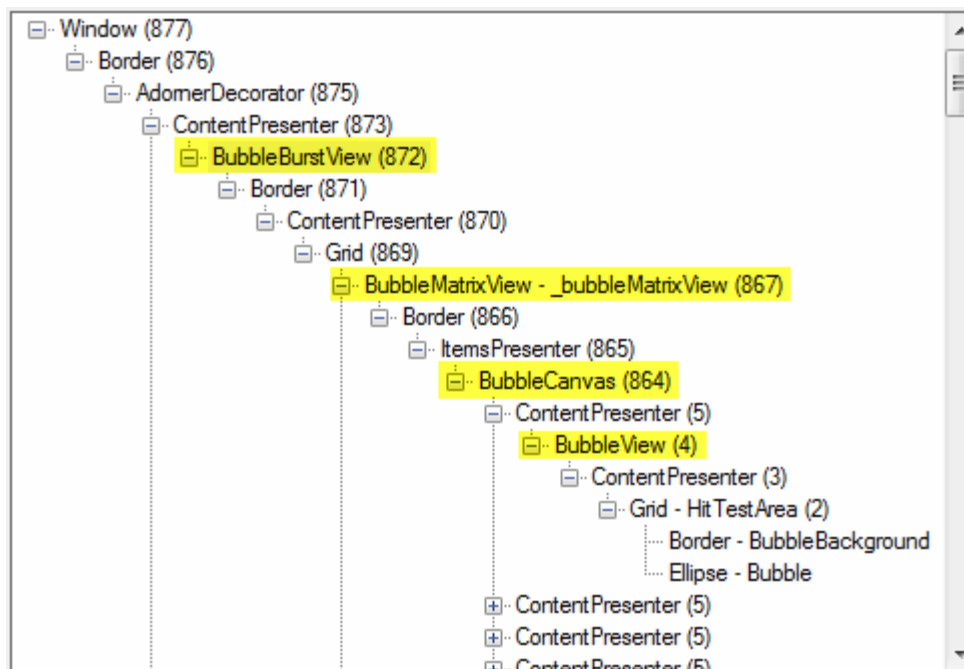 Window (877)
Border (876)
AdornerDecorator (875)
ContentPresenter (873)
BubbleBurstView (872)
Border (871)
ContentPresenter (870)
Grid (869)
BubbleMatrixView - _bubbleMatrixView (867)
Border (866)
ItemsPresenter (865)
BubbleCanvas (864)
ContentPresenter (5)
BubbleView (4)
ContentPresenter (3)
Grid - HitTestArea (2)
Border - BubbleBackground
Ellipse - Bubble
ContentPresenter (5)
ContentPresenter (5)
ContentPresenter (5)